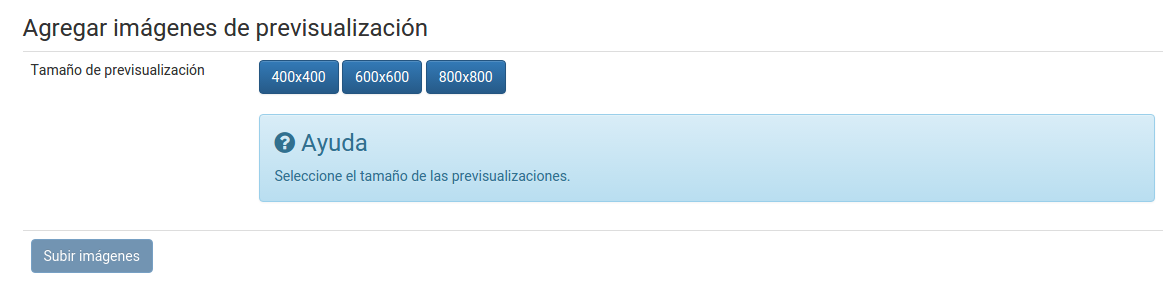 Agregar imágenes de previsualización
Tamaño de previsualización
400x400 600x600 800x800
Ayuda
Seleccione el tamaño de las previsualizaciones.
Subir imágenes